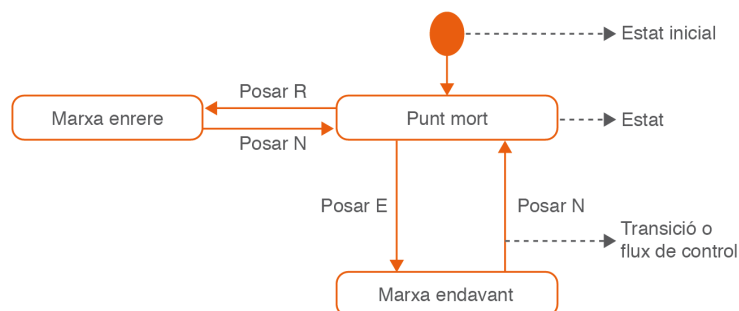 Estat inicial
Posar R
Marxa enrere
Punt mort
Estat
Posar N
Posar E
Posar N
Transició o
flux de control
Marxa endavant